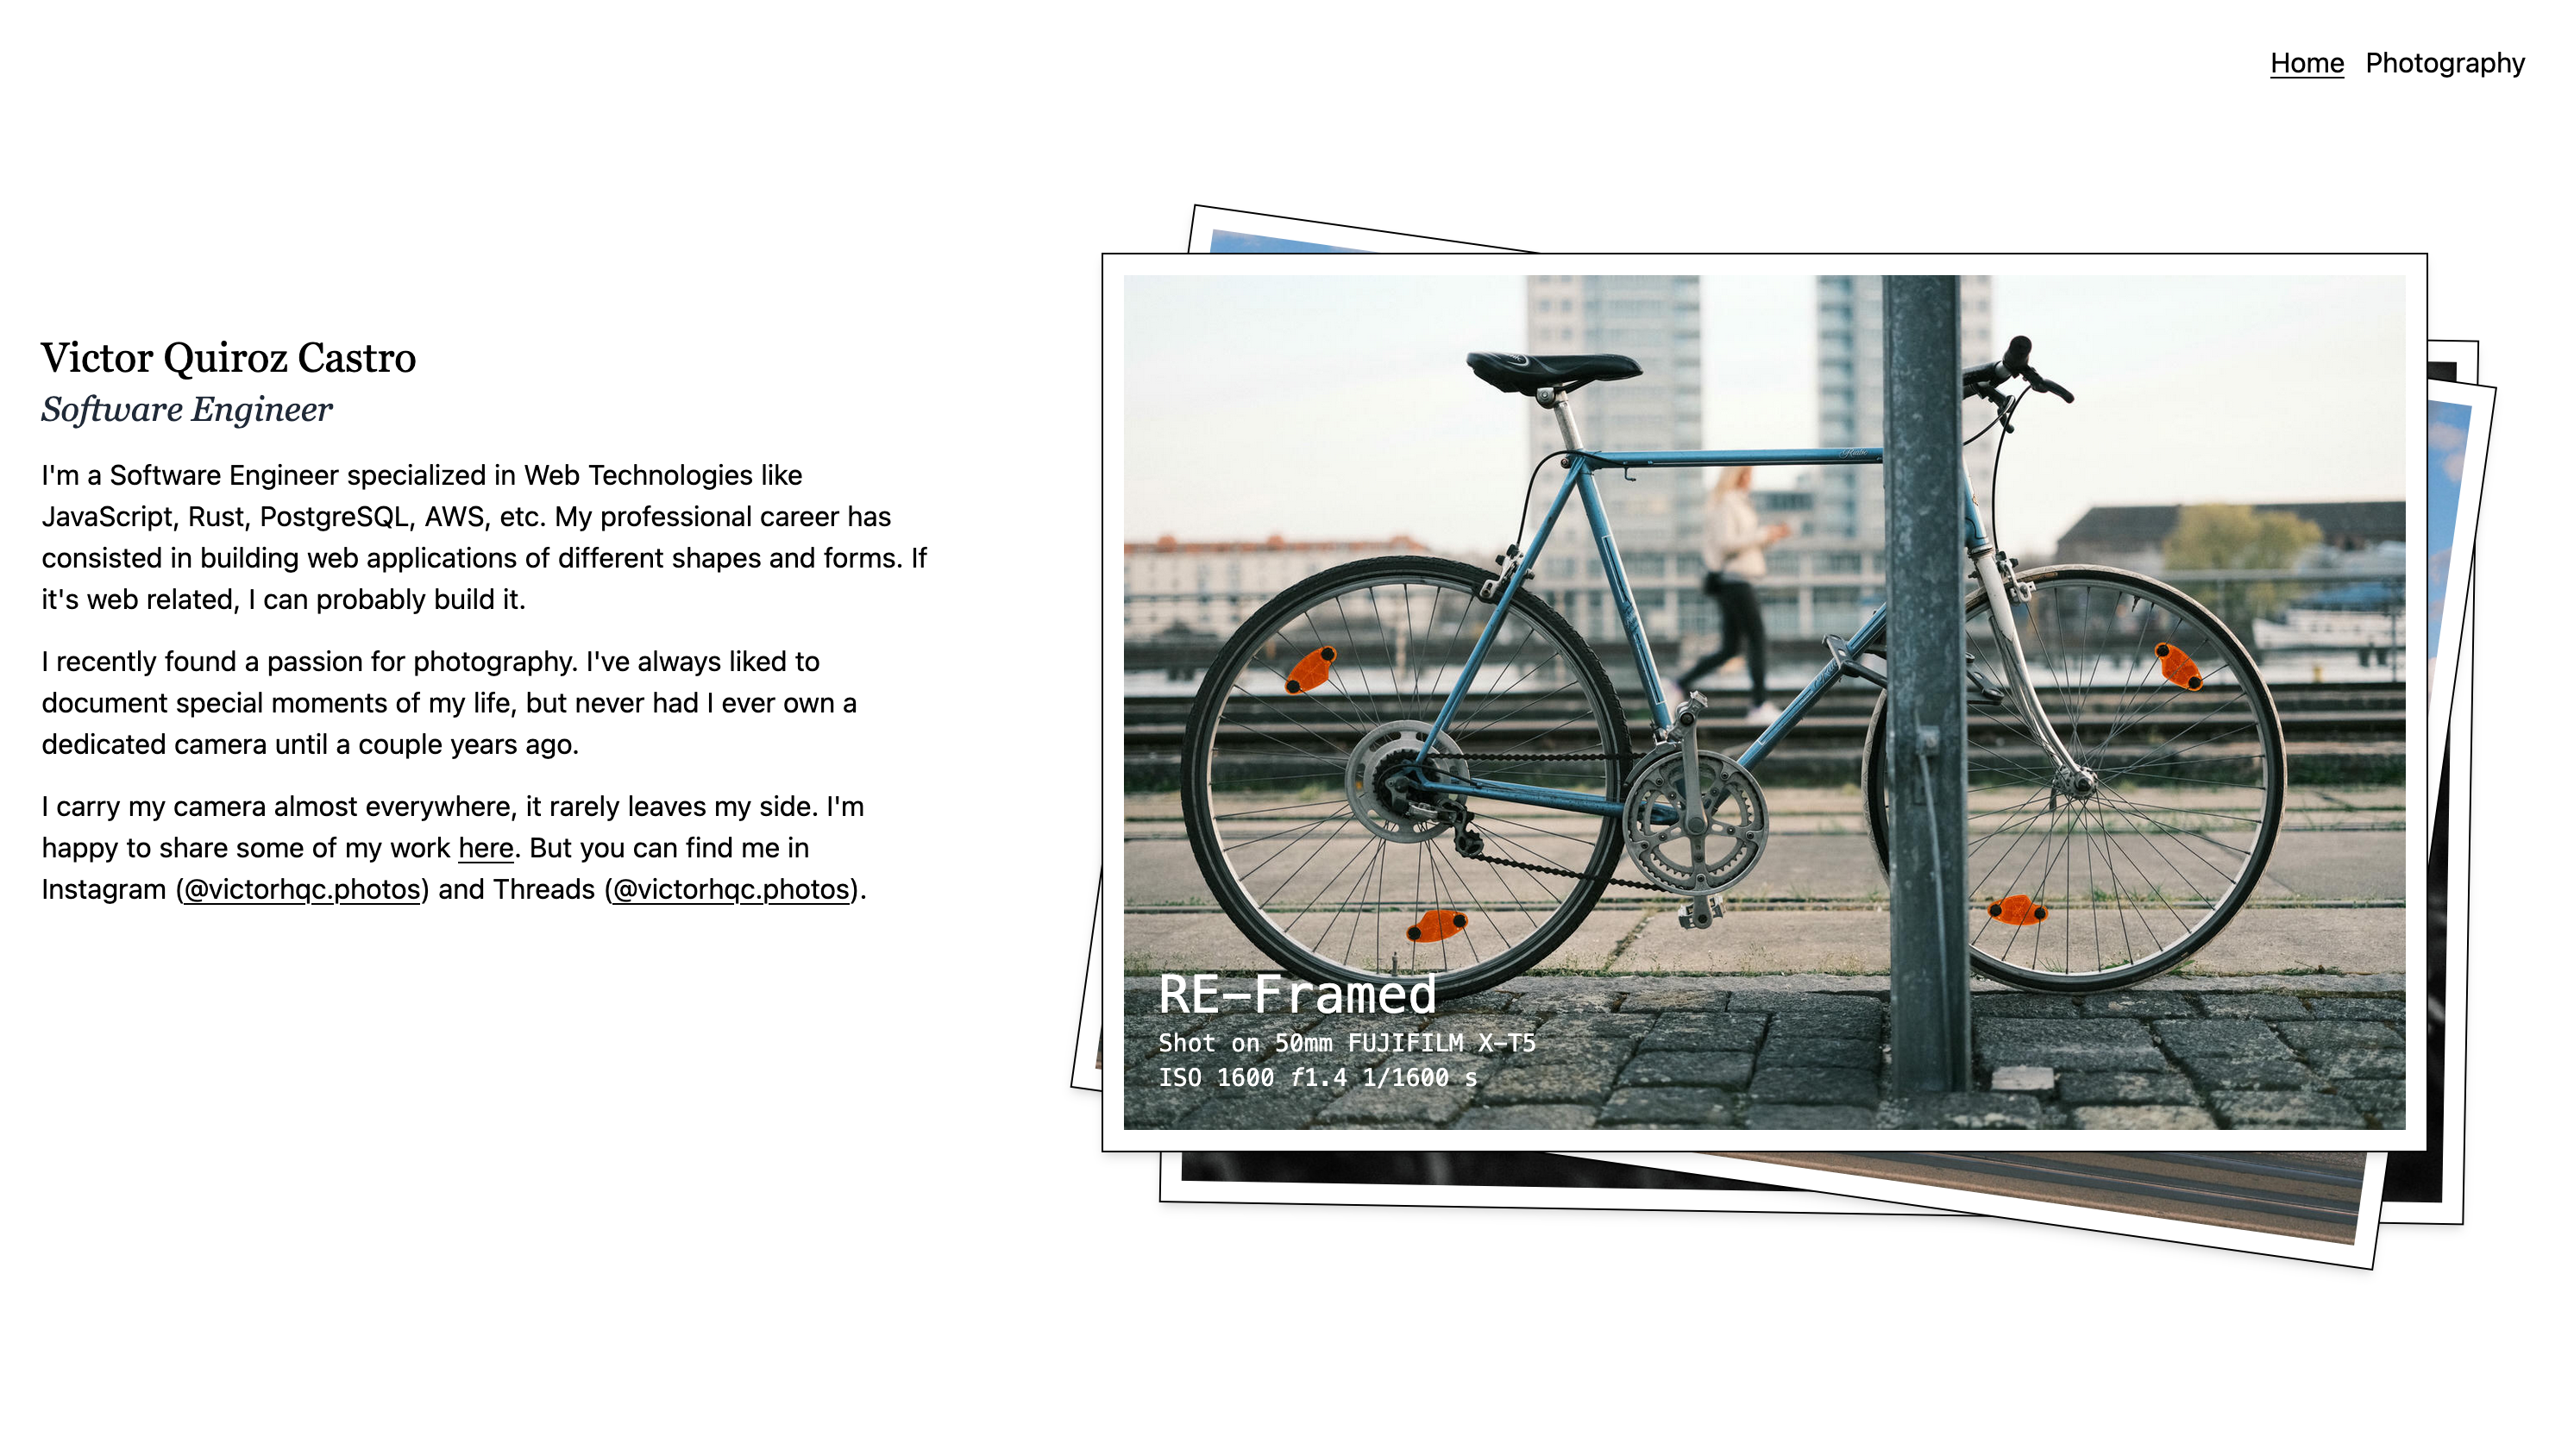 Home Photography
Victor Quiroz Castro
Software Engineer
I'm a Software Engineer specialized in Web Technologies like
JavaScript, Rust, PostgreSQL, AWS, etc. My professional career has
consisted in building web applications of different shapes and forms. If
it's web related, I can probably build it.
I recently found a passion for photography. I've always liked to
document special moments of my life, but never had I ever own a
dedicated camera until a couple years ago.
I carry my camera almost everywhere, it rarely leaves my side. I'm
happy to share some of my work here. But you can find me in
Instagram (@victorhqc.photos) and Threads (@victorhqc.photos).
RE-Framed
Shot on 50mm FUJIFILM X-T5
ISO 1600 f1.4 1/1600 s